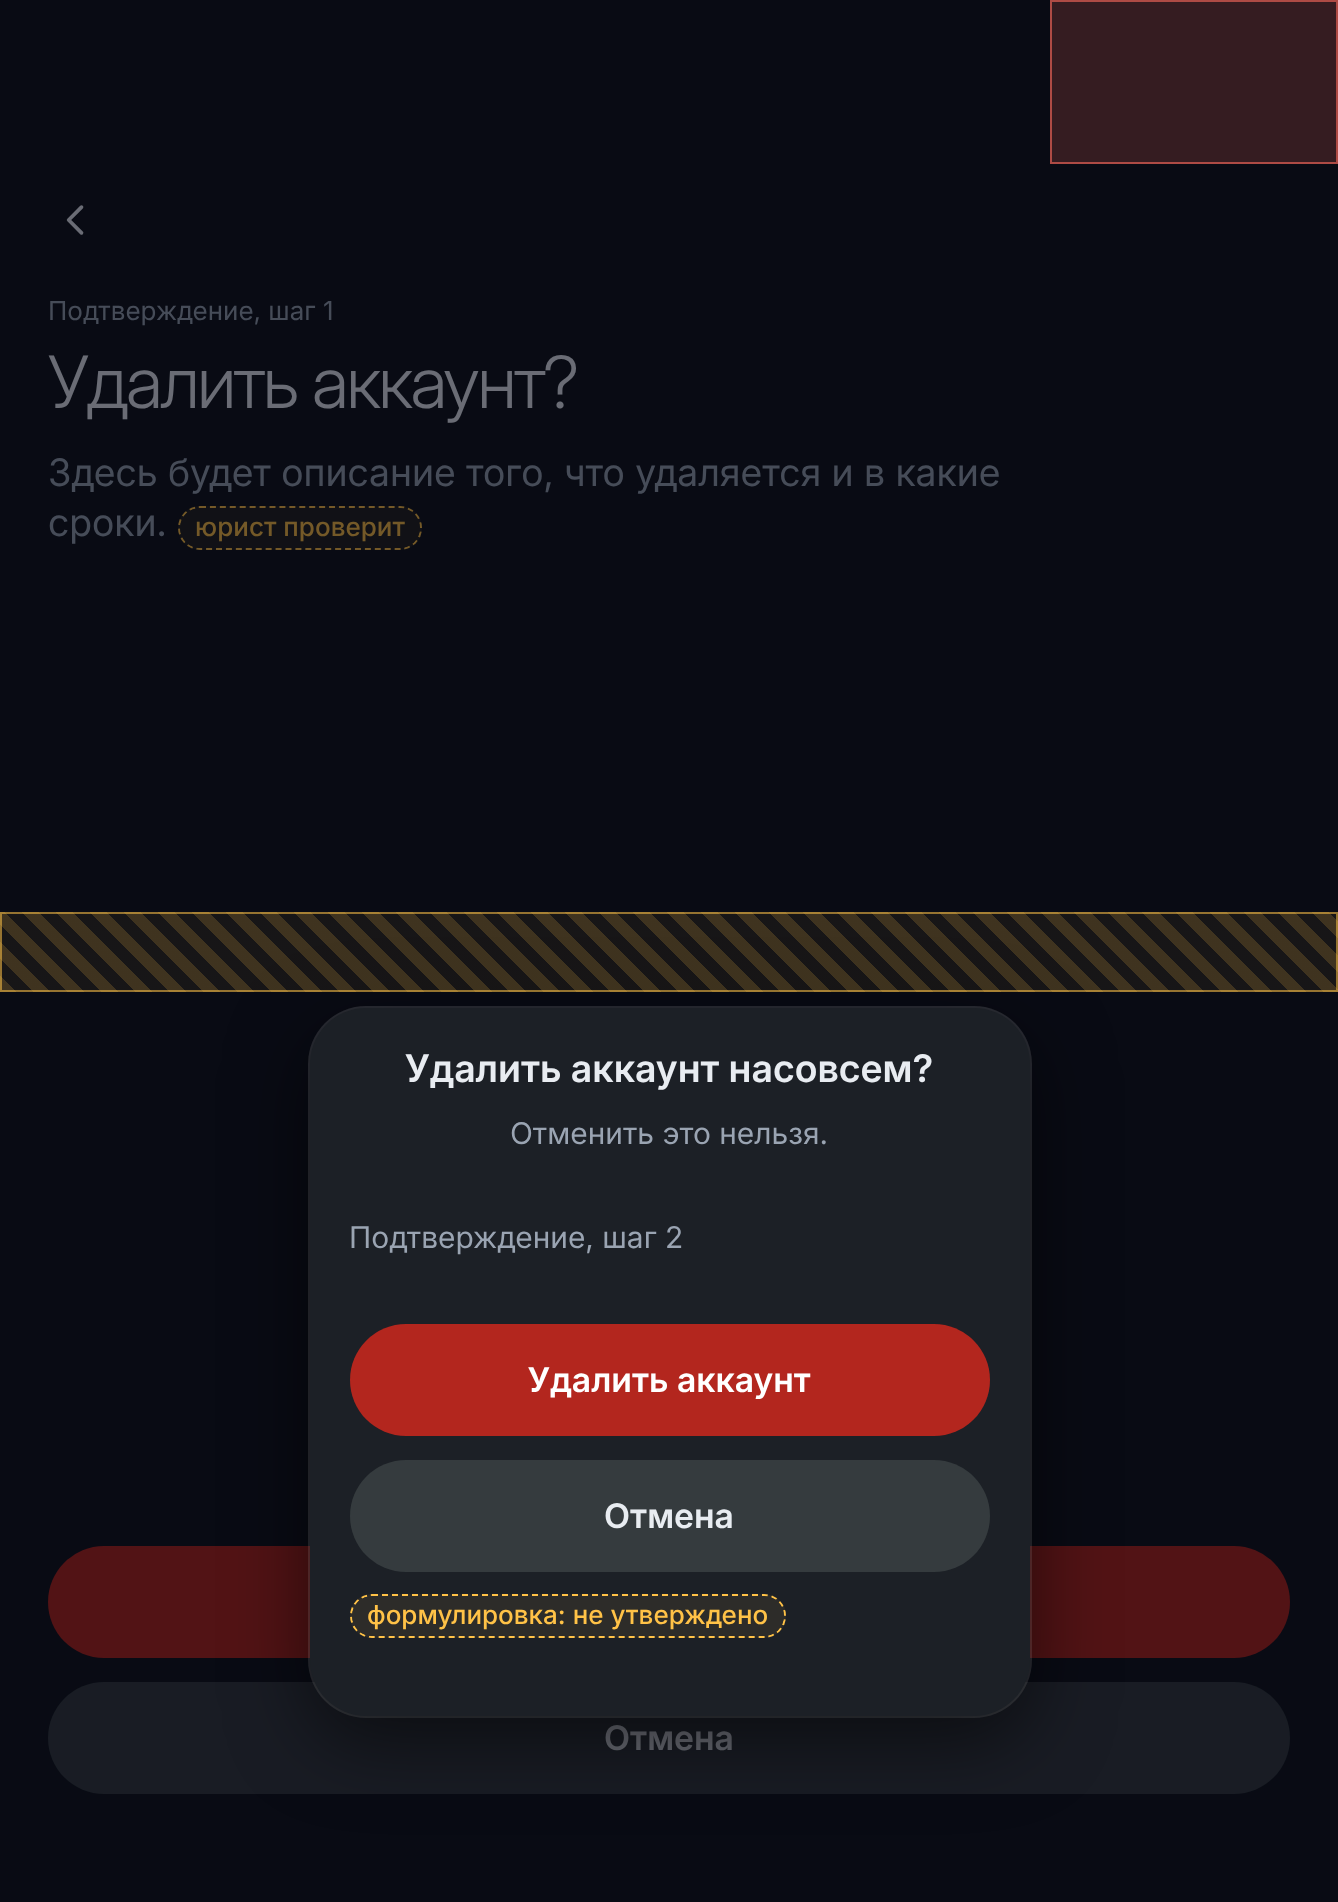 Подтверждение, шаг 1
Удалить аккаунт?
Здесь будет описание того, что удаляется и в какие
сроки. юрист проверит
Удалить аккаунт насовсем?
Отменить это нельзя.
Подтверждение, шаг 2
Удалить аккаунт
Отмена
формулировка: не утверждено
Отмена